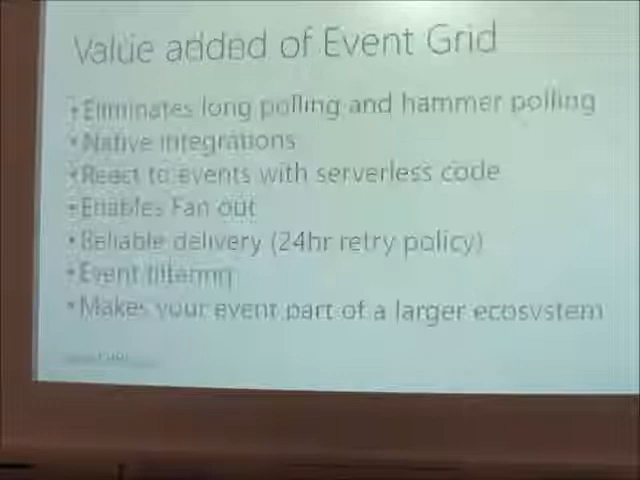 Value added of Event Grid
•Eliminates long polling and hammer polling
•Native integrations
•React to events with serverless code
•Enables Fan out
•Reliable delivery (24hr retry policy)
•Event filtering
•Makes your event part of a larger ecosystem